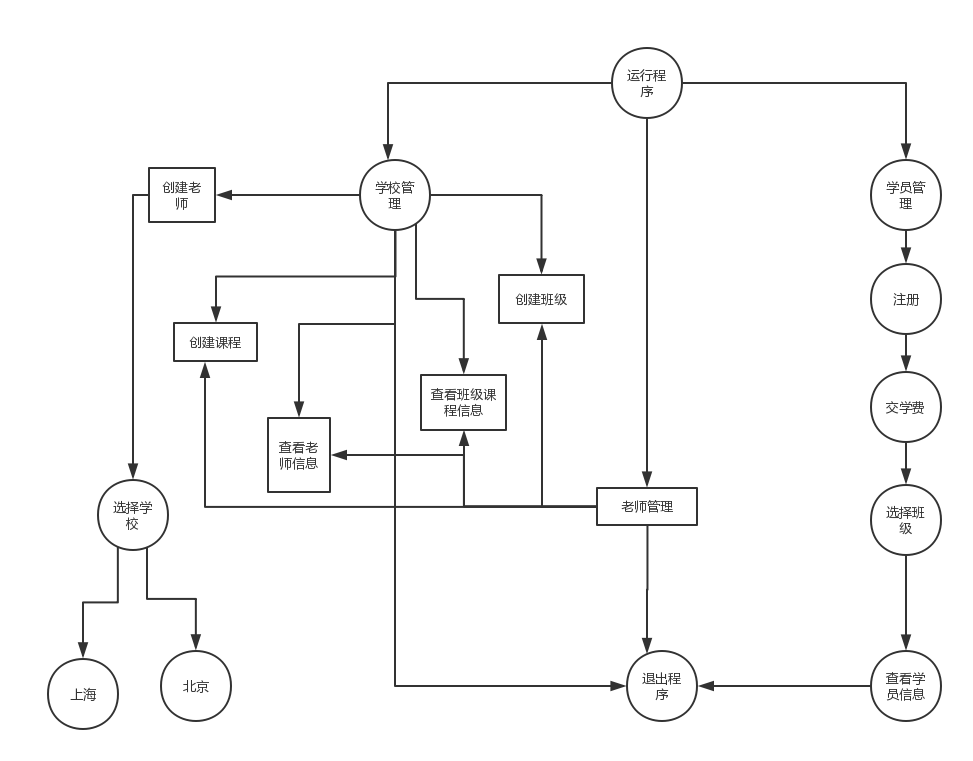 运行程
序
创建老
师
学校管
理
学员管
理
创建班级
注册
创建课程
查看班级课
程信息
交学费
查看老
师信息
选择学
校
老师管理
选择班
级
上海
北京
退出程
序
查看学
员信息